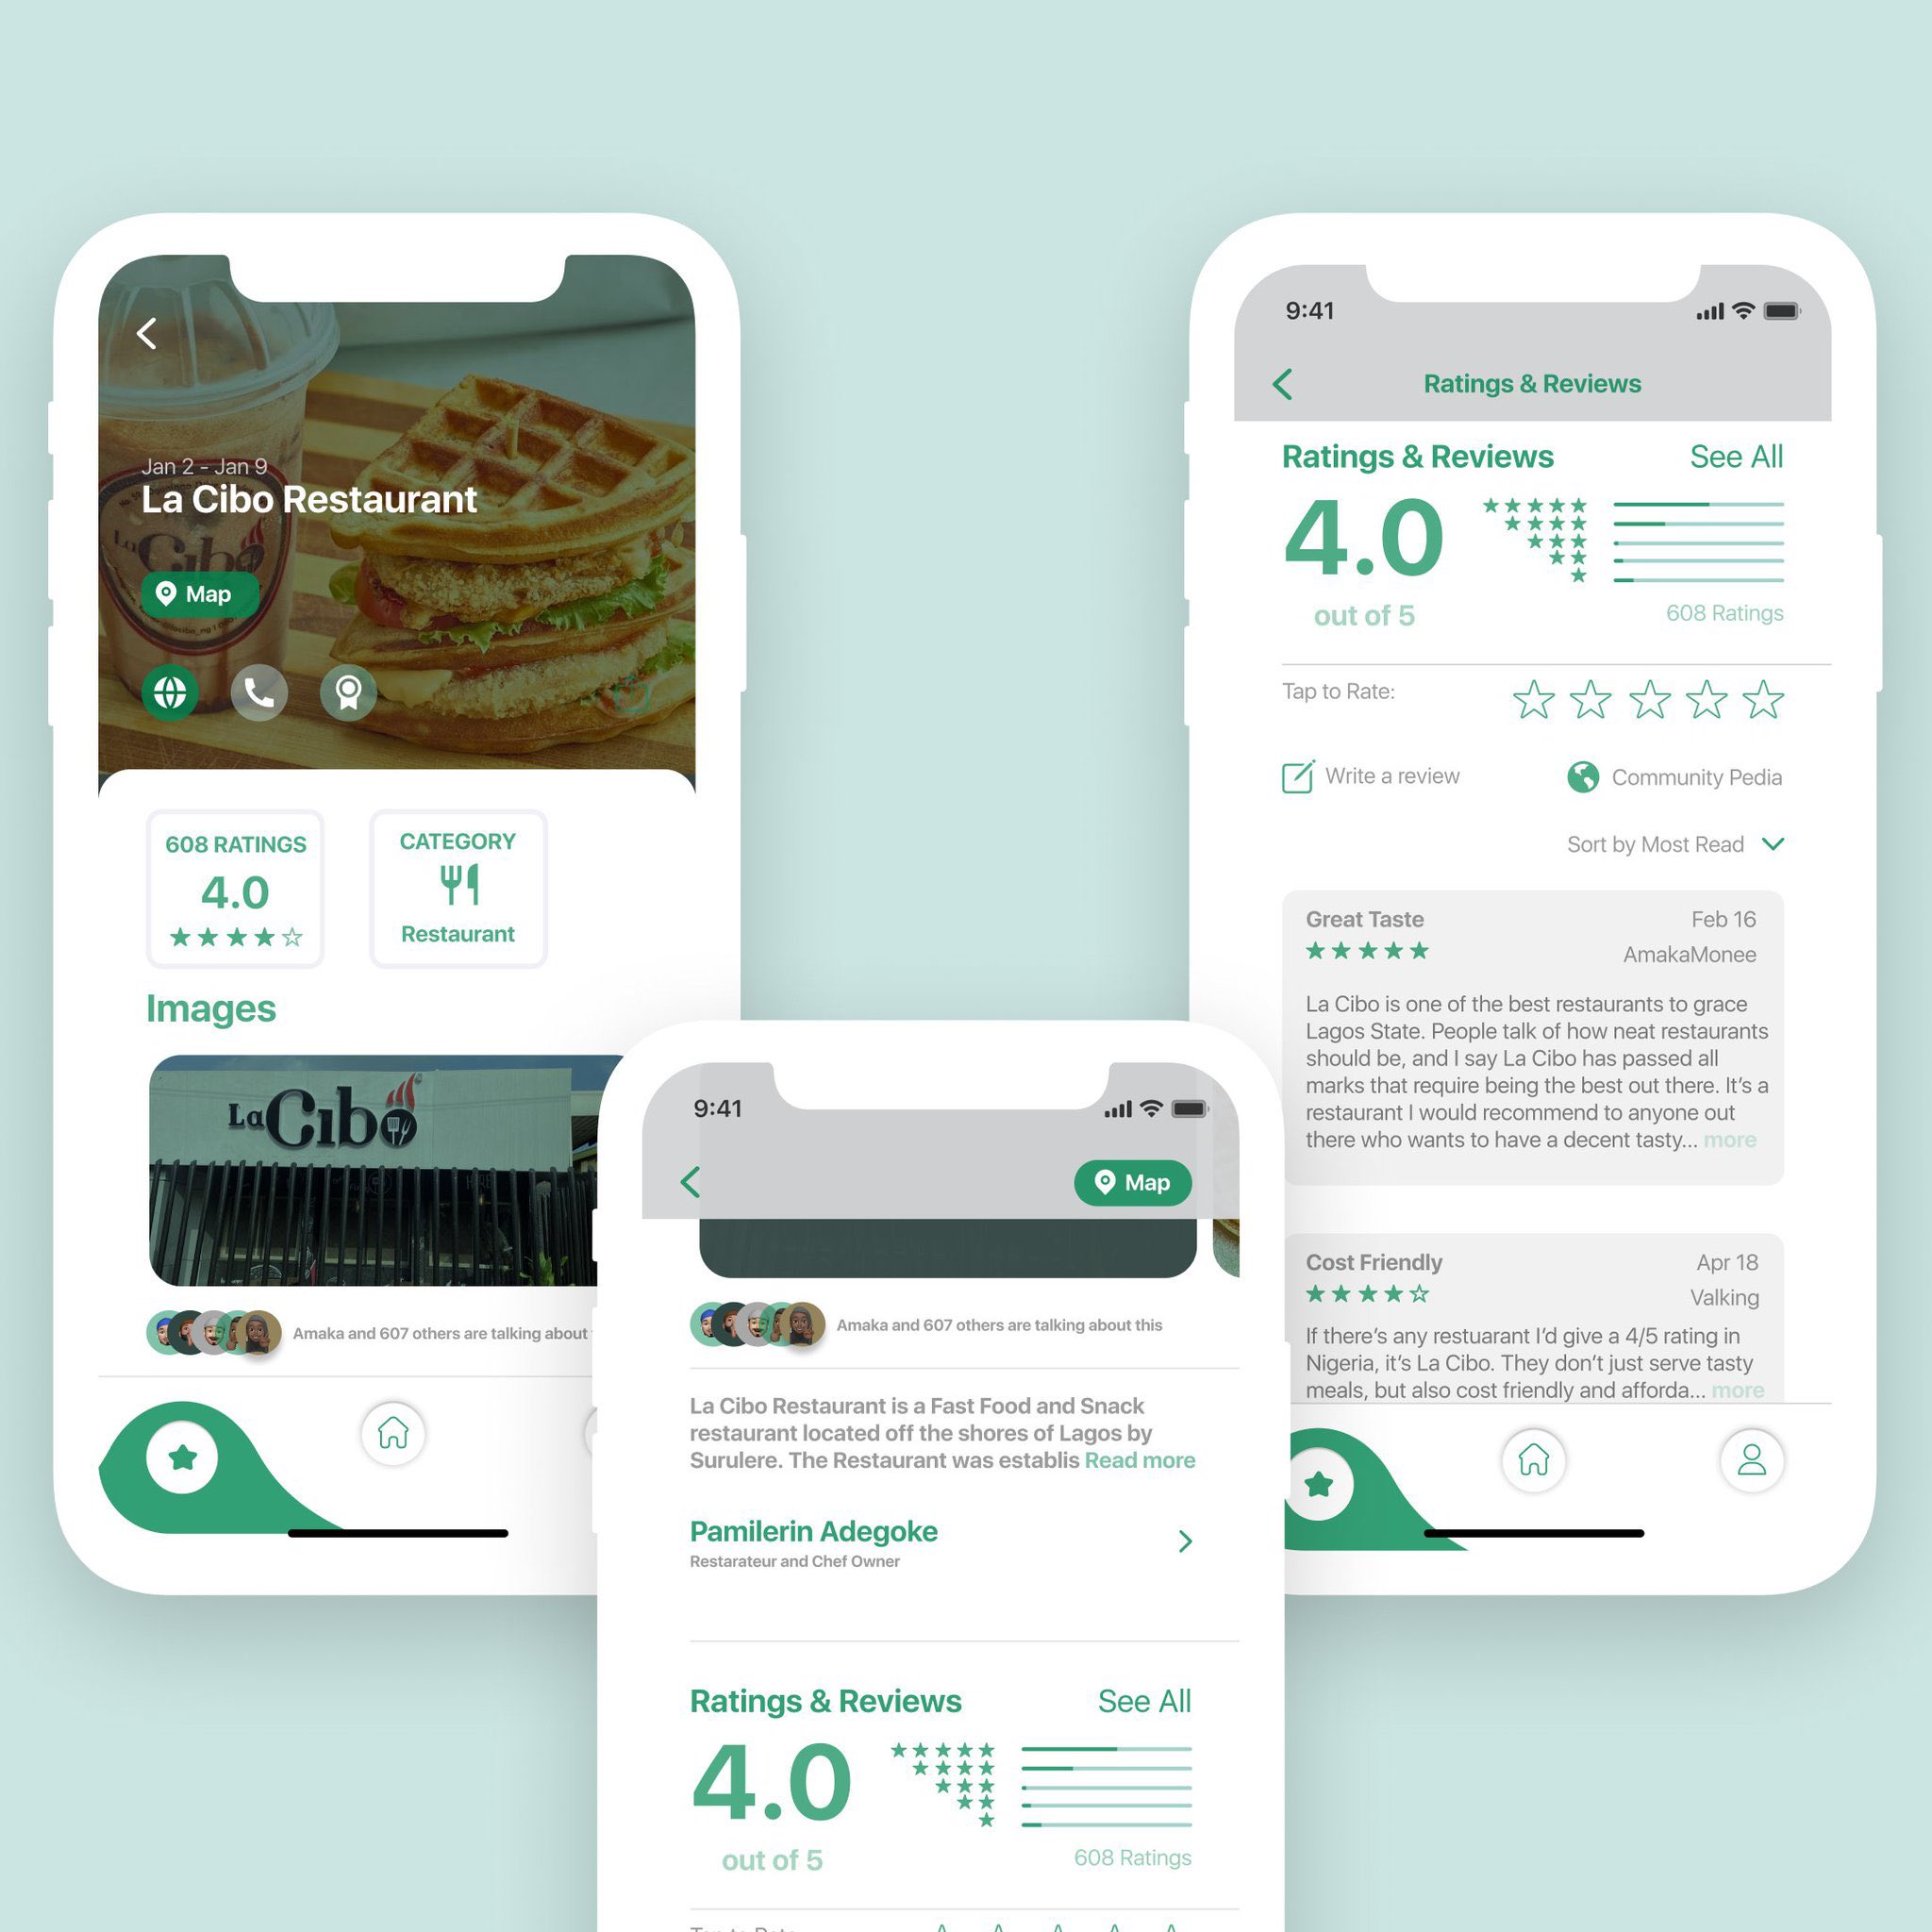 Jan 2 - Jan 9
La Cibo Restaurant
La Cibo
Map
608 RATINGS
4.0
CATEGORY
Restaurant
Images
La Cibo
Amaka and 607 others are talking about
9:41
Map
Amaka and 607 others are talking about this
La Cibo Restaurant is a Fast Food and Snack
restaurant located off the shores of Lagos by
Surulere. The Restaurant was establis Read more
Pamilerin Adegoke
Restarateur and Chef Owner
Ratings & Reviews See All
4.0
out of 5
608 Ratings
9:41
Ratings & Reviews
Ratings & Reviews See All
4.0
out of 5
608 Ratings
Tap to Rate:
Write a review
Community Pedia
Sort by Most Read
Great Taste
Feb 16
AmakaMonee
La Cibo is one of the best restaurants to grace
Lagos State. People talk of how neat restaurants
should be, and I say La Cibo has passed all
marks that require being the best out there. It's a
restaurant I would recommend to anyone out
there who wants to have a decent tasty... more
Cost Friendly
Apr 18
Valking
If there's any restuarant I'd give a 4/5 rating in
Nigeria, it's La Cibo. They don't just serve tasty
meals, but also cost friendly and afforda... more